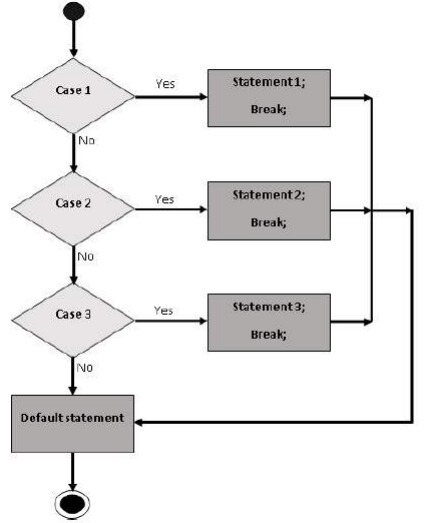 Case 1
Yes
Statement1;
Break;
No
Case 2
Yes
Statement2;
Break;
No
Case 3
Yes
Statement3;
Break;
No
Default statement